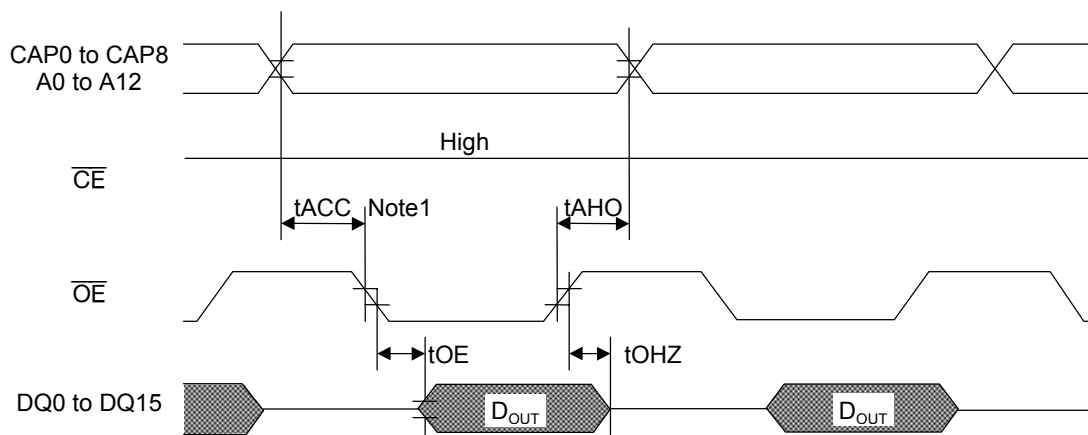 CAP0 to CAP8
A0 to A12
High
CE
tACC Note1 tAHO
OE
tOE tOHZ
DQ0 to DQ15 DOUT DOUT